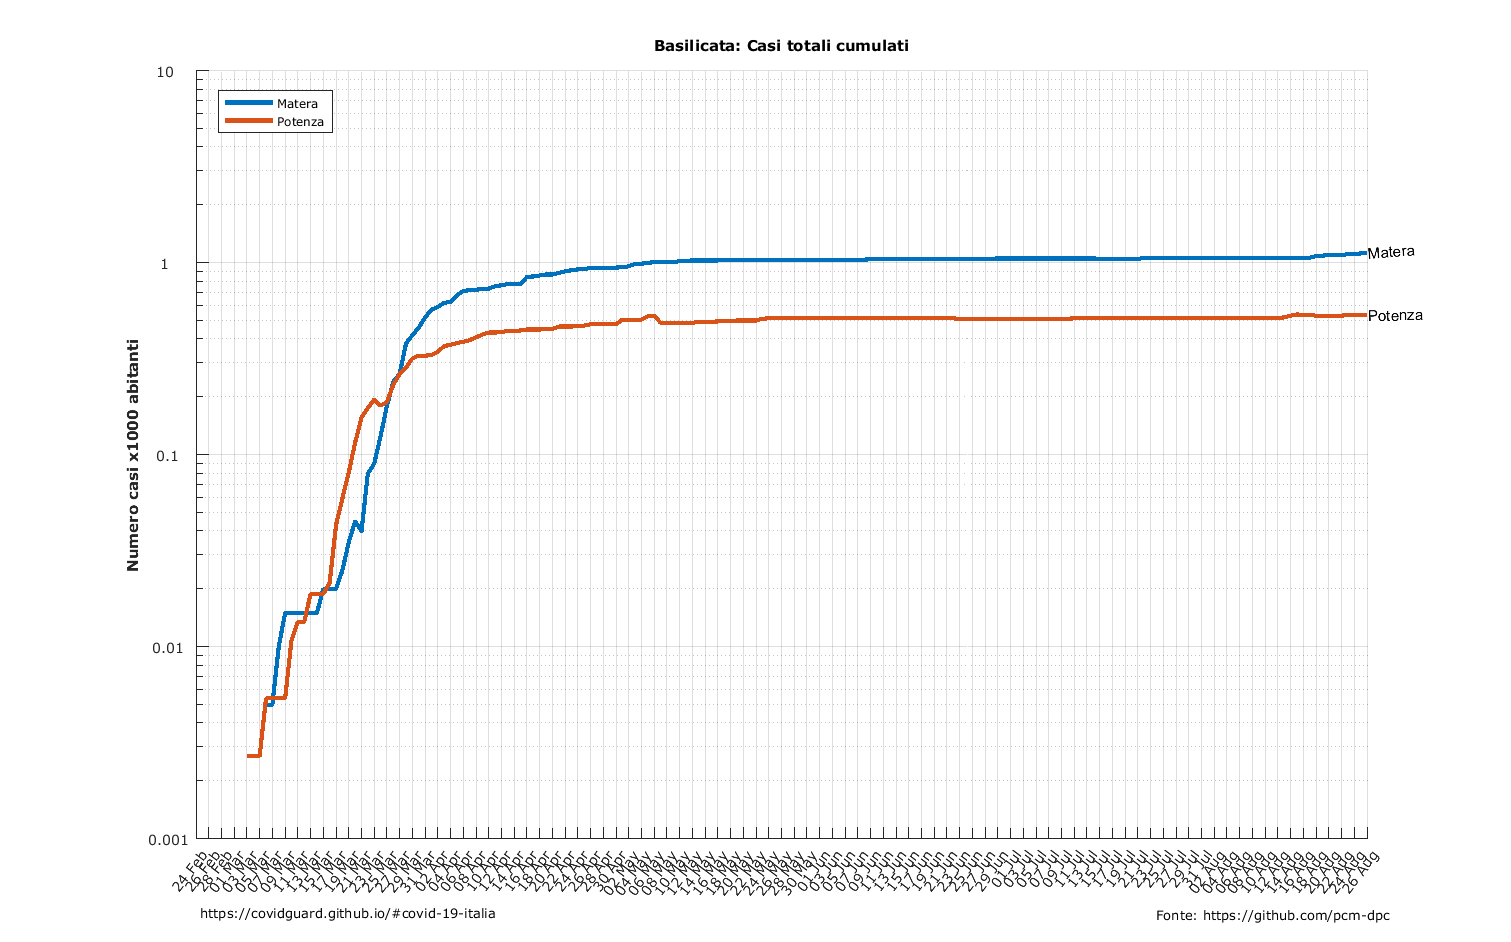 Basilicata: Casi totali cumulati
10
1
0.1
0.01
0.001
Numero casi x1000 abitanti
Matera
Potenza
Matera
Potenza
24 Feb
26 Feb
28 Feb
01 Mar
03 Mar
05 Mar
07 Mar
09 Mar
11 Mar
13 Mar
15 Mar
17 Mar
19 Mar
21 Mar
23 Mar
25 Mar
27 Mar
29 Mar
31 Mar
02 Apr
04 Apr
06 Apr
08 Apr
10 Apr
12 Apr
14 Apr
16 Apr
18 Apr
20 Apr
22 Apr
24 Apr
26 Apr
28 Apr
30 Apr
02 May
04 May
06 May
08 May
10 May
12 May
14 May
16 May
18 May
20 May
22 May
24 May
26 May
28 May
30 May
01 Jun
03 Jun
05 Jun
07 Jun
09 Jun
11 Jun
13 Jun
15 Jun
17 Jun
19 Jun
21 Jun
23 Jun
25 Jun
27 Jun
29 Jun
01 Jul
03 Jul
05 Jul
07 Jul
09 Jul
11 Jul
13 Jul
15 Jul
17 Jul
19 Jul
21 Jul
23 Jul
25 Jul
27 Jul
29 Jul
31 Jul
02 Aug
04 Aug
06 Aug
08 Aug
10 Aug
12 Aug
14 Aug
16 Aug
18 Aug
20 Aug
22 Aug
24 Aug
26 Aug
https://covidguard.github.io/#covid-19-italia
Fonte: https://github.com/pcm-dpc